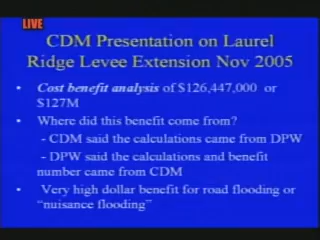 LIVE
CDM Presentation on Laurel
Ridge Levee Extension Nov 2005
• Cost benefit analysis of $126,447,000 or
$127M
• Where did this benefit come from?
- CDM said the calculations came from DPW
- DPW said the calculations and benefit
number came from CDM
• Very high dollar benefit for road flooding or
“nuisance flooding”